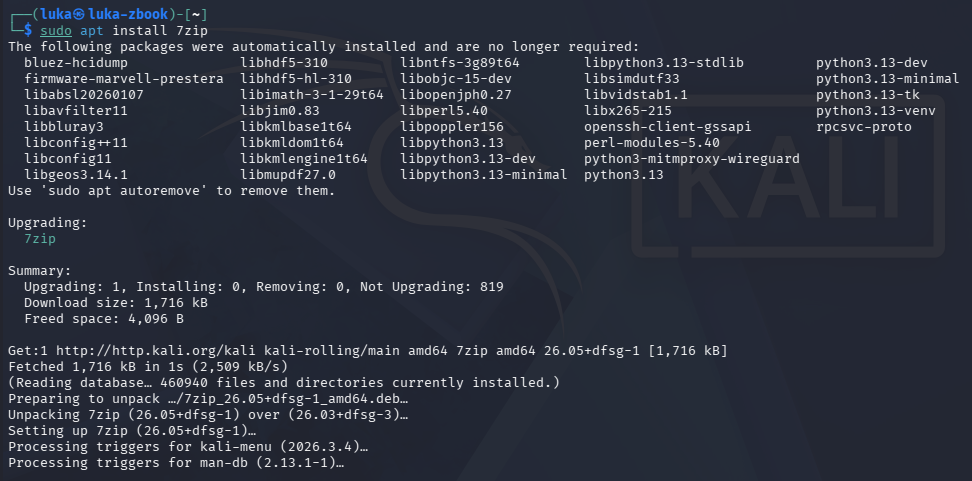 ┌──(luka㉿luka-zbook)-[~]
└─$ sudo apt install 7zip
The following packages were automatically installed and are no longer required:
  bluez-hcidump              libhdf5-310         libntfs-3g89t64        libpython3.13-stdlib         python3.13-dev
  firmware-marvell-prestera  libhdf5-hl-310      libobjc-15-dev         libsimdutf33                 python3.13-minimal
  libabsl20260107            libimath-3-1-29t64  libopenjph0.27         libvidstab1.1                python3.13-tk
  libavfilter11              libjim0.83          libperl5.40            libx265-215                  python3.13-venv
  libbluray3                 libkmlbase1t64      libpoppler156          openssh-client-gssapi        rpcsvc-proto
  libconfig++11              libkmldom1t64       libpython3.13          perl-modules-5.40
  libconfig11                libkmlengine1t64    libpython3.13-dev      python3-mitmproxy-wireguard
  libgeos3.14.1              libmupdf27.0        libpython3.13-minimal  python3.13
Use 'sudo apt autoremove' to remove them.

Upgrading:
  7zip

Summary:
  Upgrading: 1, Installing: 0, Removing: 0, Not Upgrading: 819
  Download size: 1,716 kB
  Freed space: 4,096 B

Get:1 http://http.kali.org/kali kali-rolling/main amd64 7zip amd64 26.05+dfsg-1 [1,716 kB]
Fetched 1,716 kB in 1s (2,509 kB/s)
(Reading database… 460940 files and directories currently installed.)
Preparing to unpack …/7zip_26.05+dfsg-1_amd64.deb…
Unpacking 7zip (26.05+dfsg-1) over (26.03+dfsg-3)…
Setting up 7zip (26.05+dfsg-1)…
Processing triggers for kali-menu (2026.3.4)…
Processing triggers for man-db (2.13.1-1)…
KALI